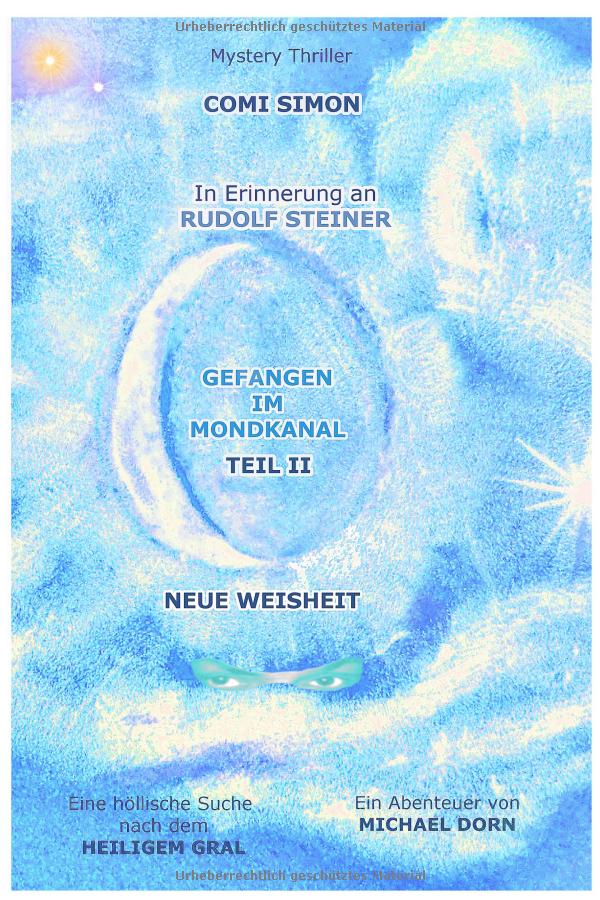 Urheberrechtlich geschütztes Material
Mystery Thriller
COMI SIMON
In Erinnerung an
RUDOLF STEINER
GEFANGEN
IM
MONDKANAL
TEIL II
NEUE WEISHEIT
Eine höllische Suche
nach dem
HEILIGEM GRAL
Ein Abenteuer von
MICHAEL DORN
Urheberrechtlich geschütztes Material